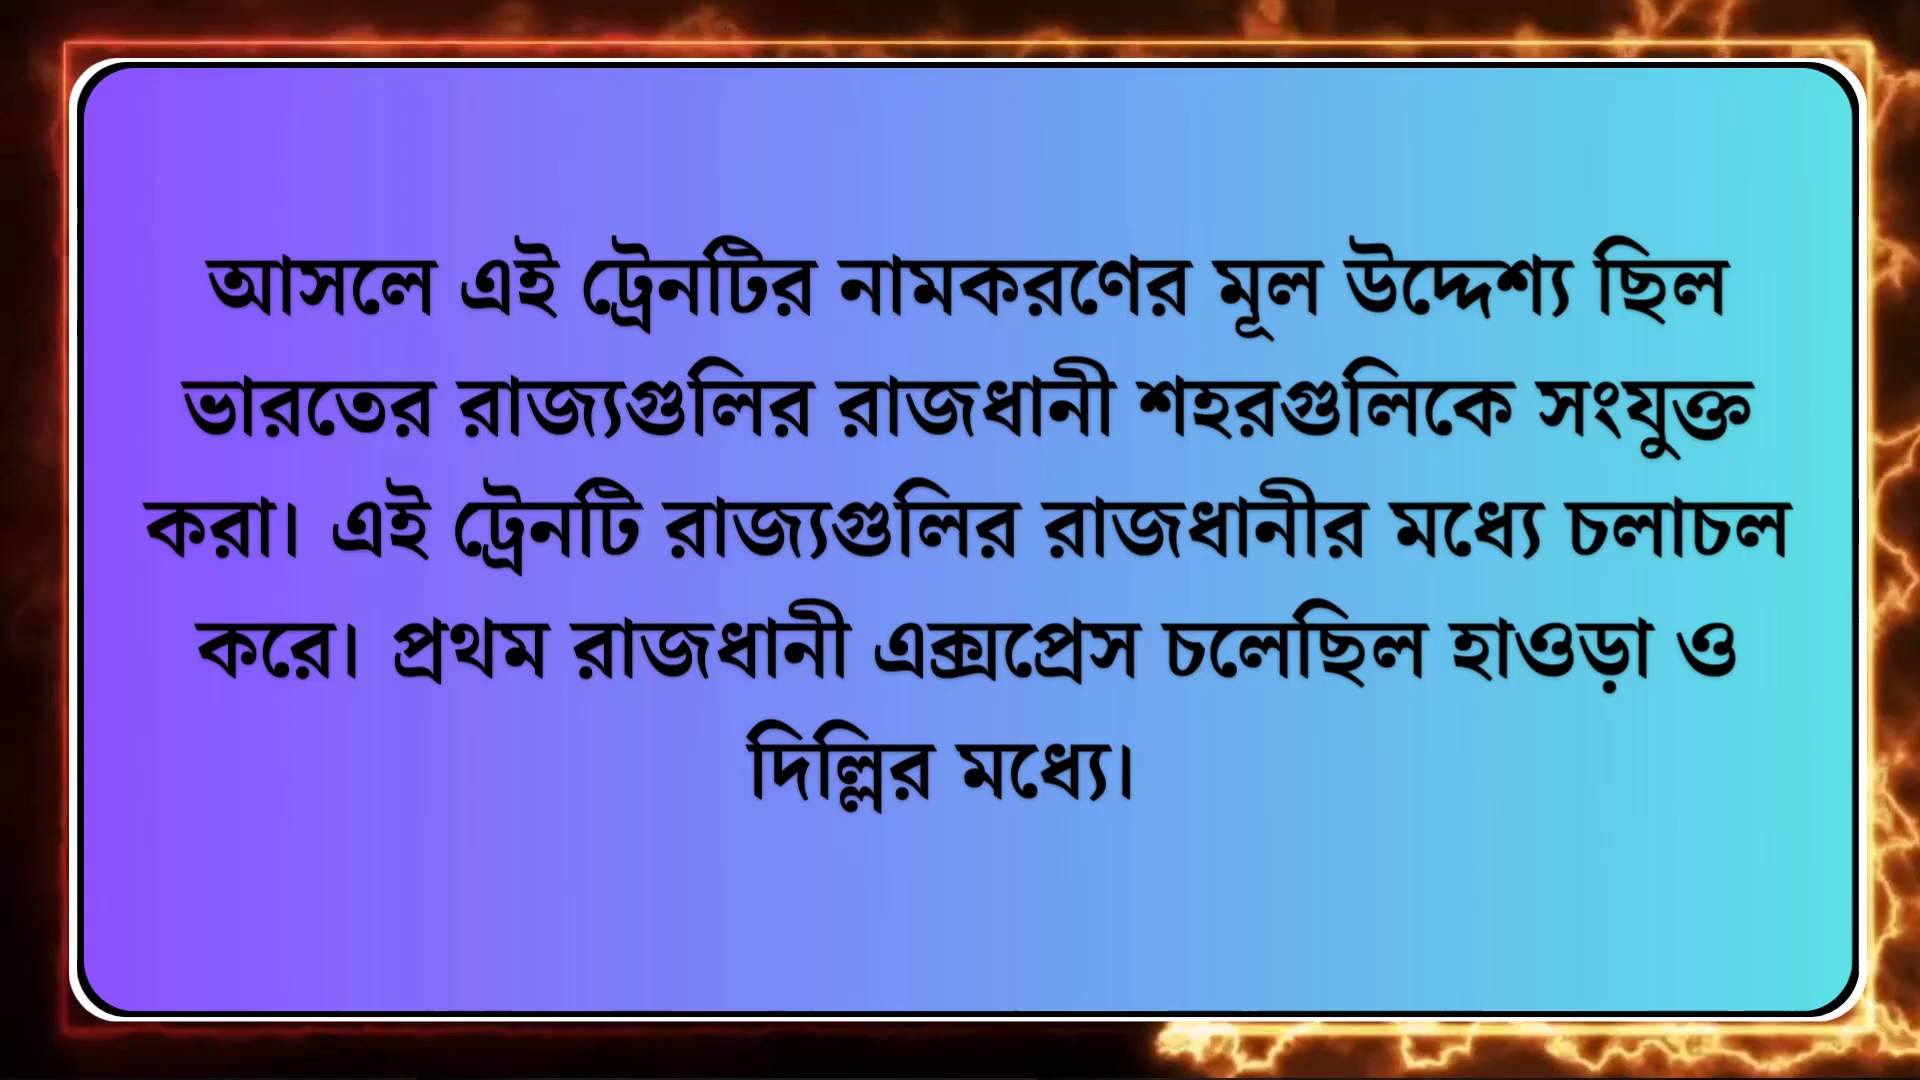 আসলে এই ট্রেনটির নামকরণের মূল উদ্দেশ্য ছিল
ভারতের রাজ্যগুলির রাজধানী শহরগুলিকে সংযুক্ত
করা। এই ট্রেনটি রাজ্যগুলির রাজধানীর মধ্যে চলাচল
করে। প্রথম রাজধানী এক্সপ্রেস চলেছিল হাওড়া ও
দিল্লির মধ্যে।